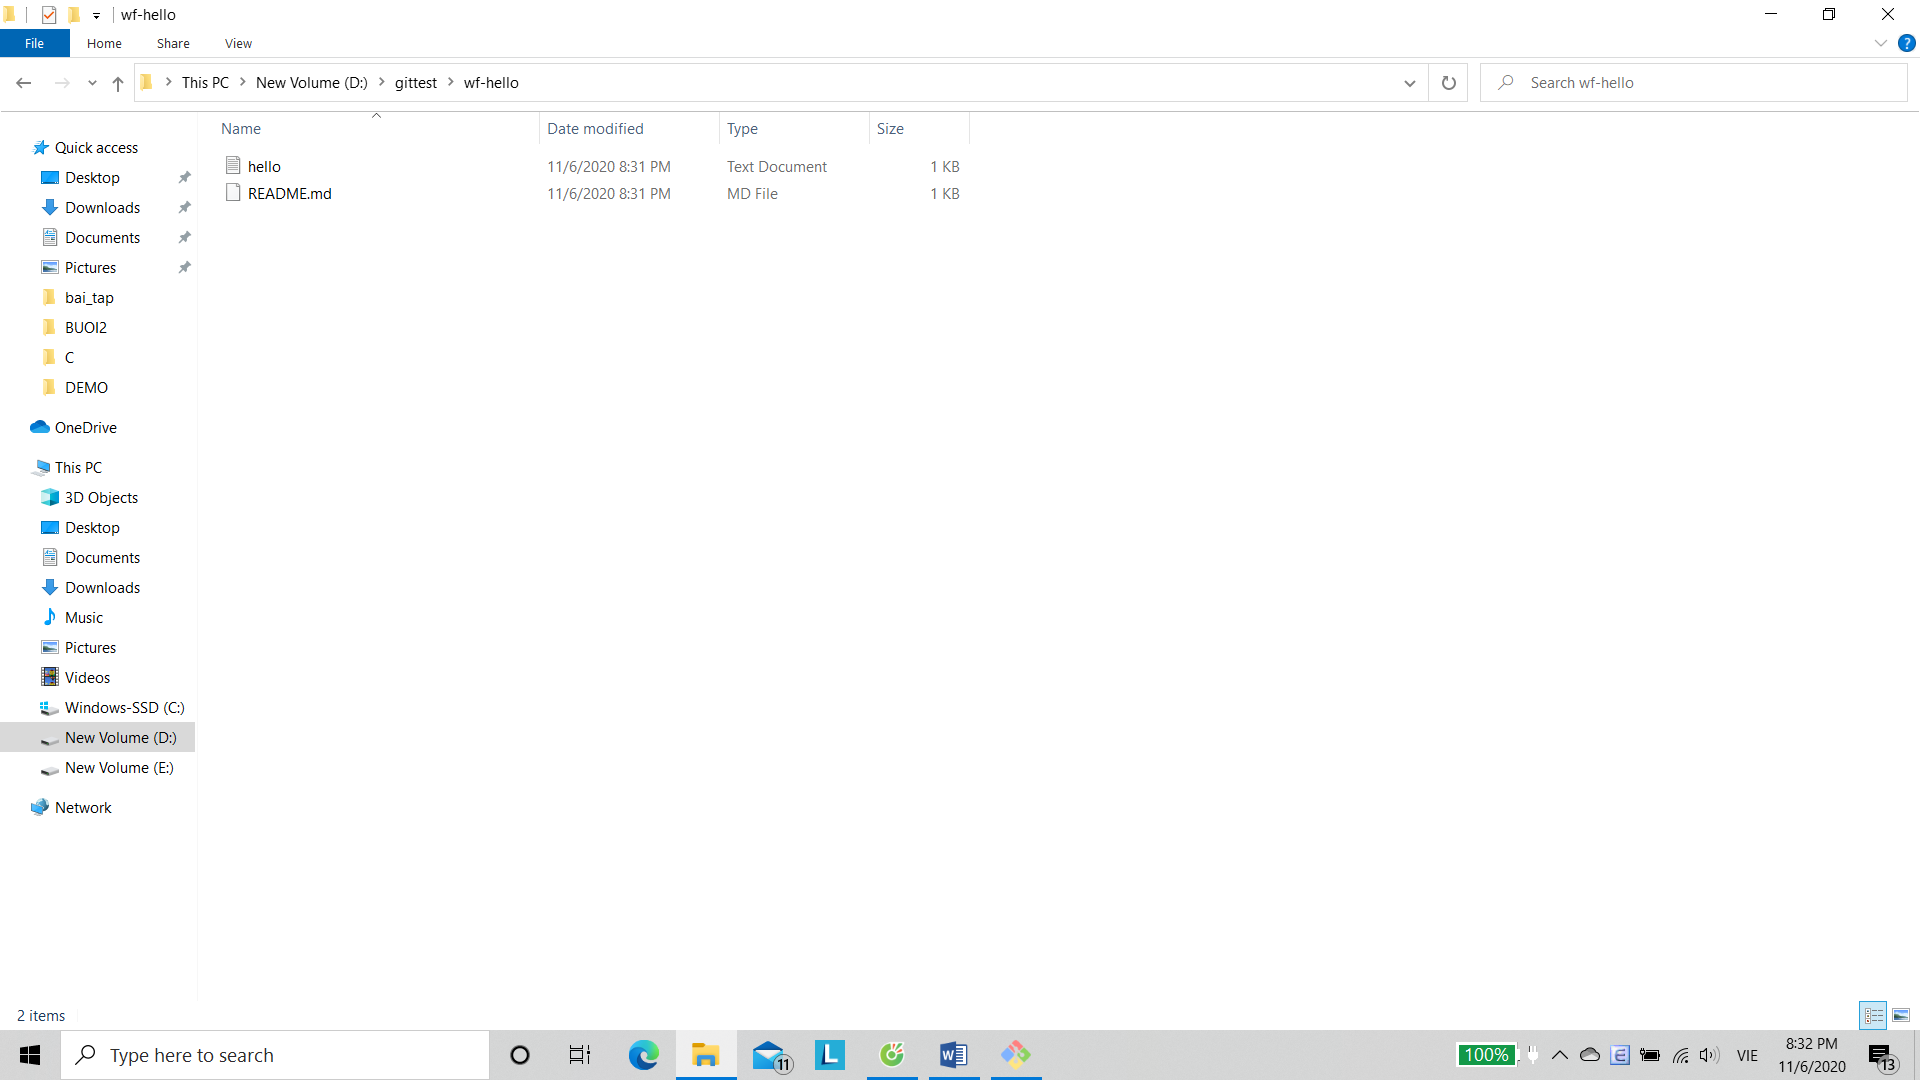 wf-hello
File Home Share View
This PC New Volume (D:) gittest wf-hello
Search wf-hello
Name Date modified Type Size
hello 11/6/2020 8:31 PM Text Document 1 KB
README.md 11/6/2020 8:31 PM MD File 1 KB
Quick access
Desktop
Downloads
Documents
Pictures
bai_tap
BUOI2
C
DEMO
OneDrive
This PC
3D Objects
Desktop
Documents
Downloads
Music
Pictures
Videos
Windows-SSD (C:)
New Volume (D:)
New Volume (E:)
Network
2 items
Type here to search
11
L
W
100%
E
VIE
8:32 PM
11/6/2020
13